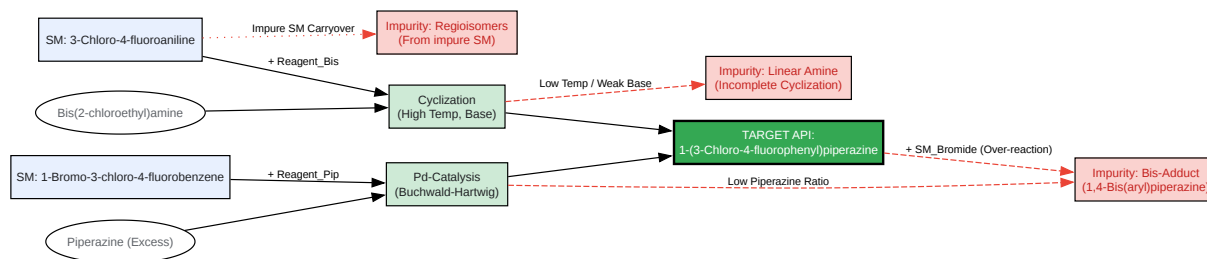 SM: 3-Chloro-4-fluoroaniline
Impure SM Carryover
Impurity: Regioisomers
(From impure SM)
+ Reagent_Bis
Bis(2-chloroethyl)amine
Cyclization
(High Temp, Base)
Low Temp / Weak Base
Impurity: Linear Amine
(Incomplete Cyclization)
TARGET API:
1-(3-Chloro-4-fluorophenyl)piperazine
+ SM_Bromide (Over-reaction)
SM: 1-Bromo-3-chloro-4-fluorobenzene
+ Reagent_Pip
Pd-Catalysis
(Buchwald-Hartwig)
Low Piperazine Ratio
Impurity: Bis-Adduct
(1,4-Bis(aryl)piperazine)
Piperazine (Excess)